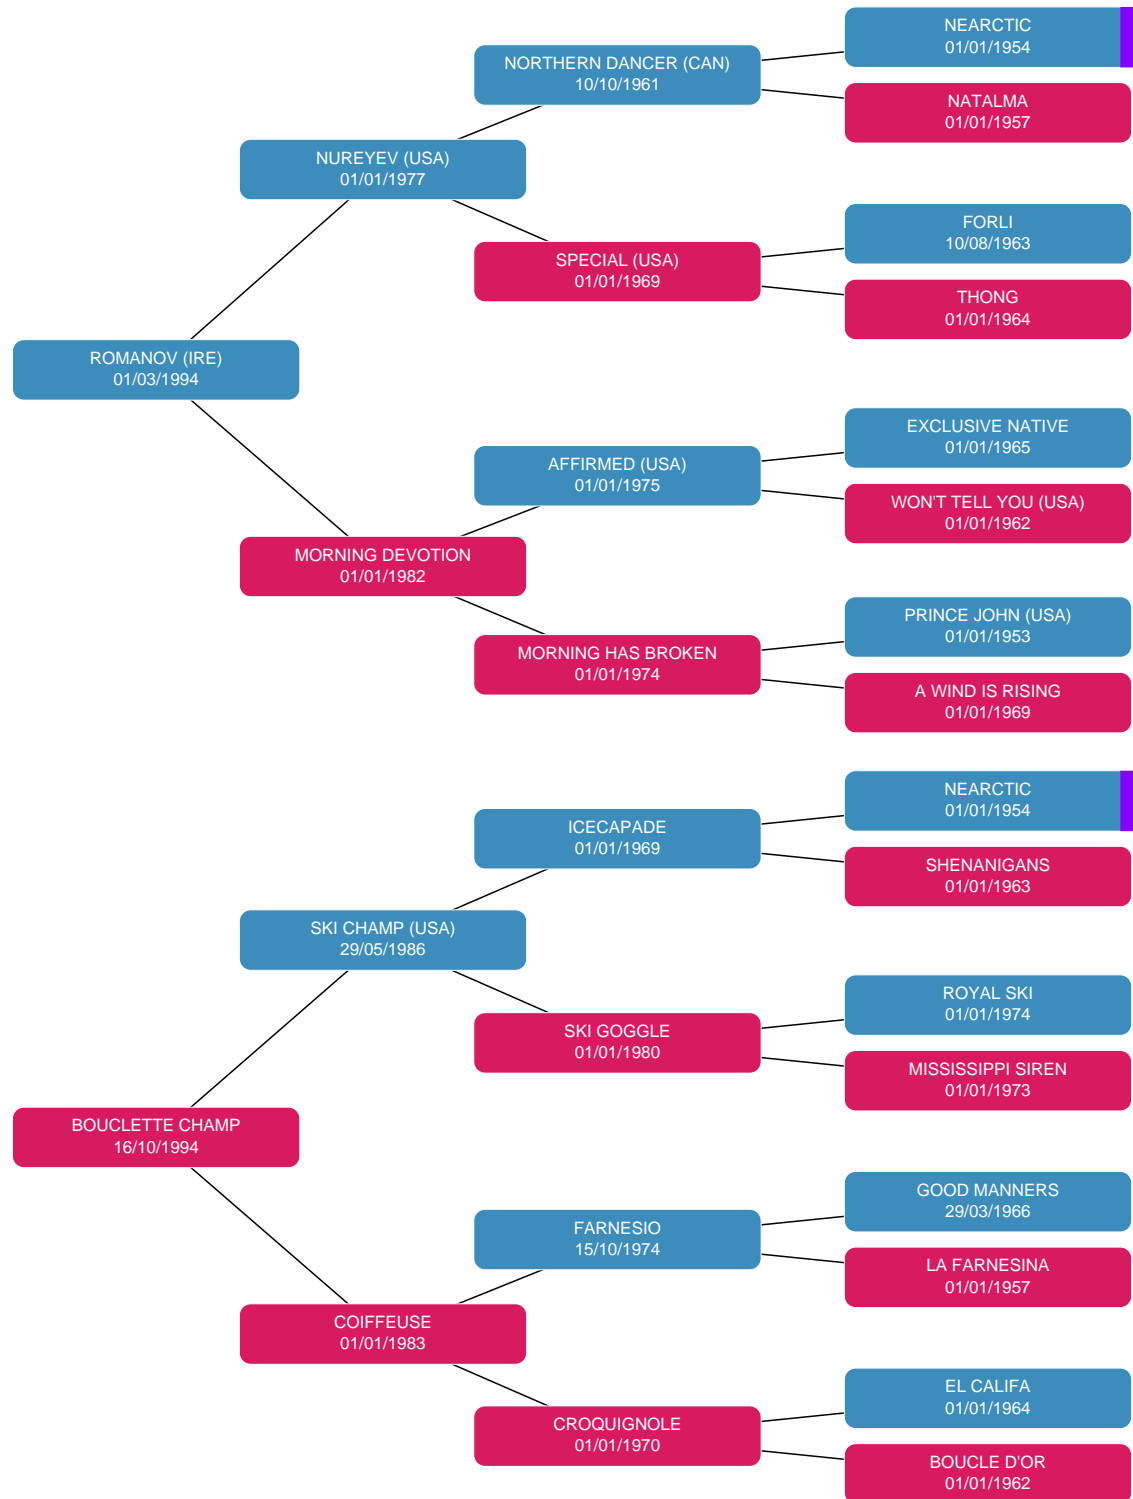 NEARCTIC
01/01/1954
NORTHERN DANCER (CAN)
10/10/1961
NATALMA
01/01/1957
NUREYEV (USA)
01/01/1977
FORLI
10/08/1963
SPECIAL (USA)
01/01/1969
THONG
01/01/1964
ROMANOV (IRE)
01/03/1994
EXCLUSIVE NATIVE
01/01/1965
AFFIRMED (USA)
01/01/1975
WON'T TELL YOU (USA)
01/01/1962
MORNING DEVOTION
01/01/1982
PRINCE JOHN (USA)
01/01/1953
MORNING HAS BROKEN
01/01/1974
A WIND IS RISING
01/01/1969
NEARCTIC
01/01/1954
ICECAPADE
01/01/1969
SHENANIGANS
01/01/1963
SKI CHAMP (USA)
29/05/1986
ROYAL SKI
01/01/1974
SKI GOGGLE
01/01/1980
MISSISSIPPI SIREN
01/01/1973
BOUCLETTE CHAMP
16/10/1994
GOOD MANNERS
29/03/1966
FARNESIO
15/10/1974
LA FARNESINA
01/01/1957
COIFFEUSE
01/01/1983
EL CALIFA
01/01/1964
CROQUIGNOLE
01/01/1970
BOUCLE D'OR
01/01/1962